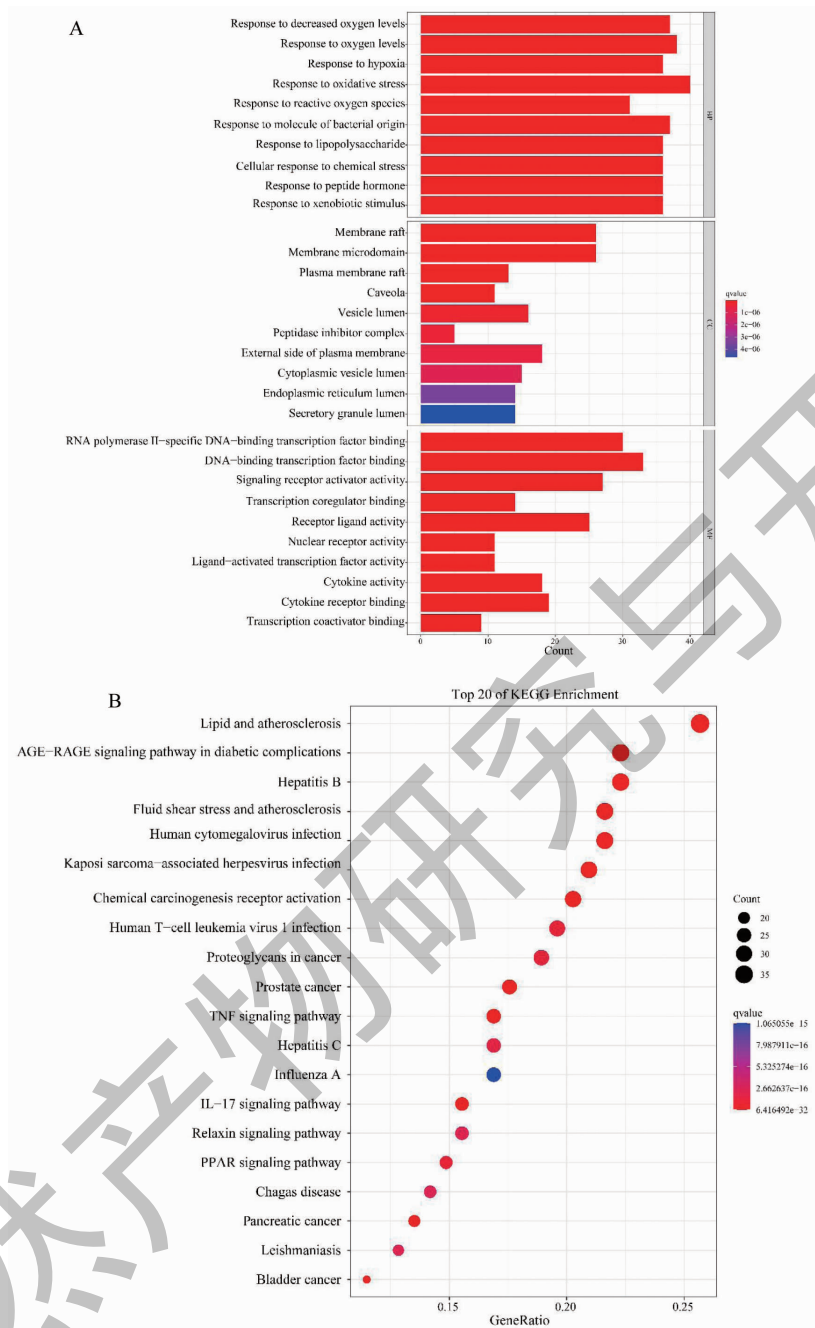 A
Response to decreased oxygen levels
Response to oxygen levels
Response to hypoxia
Response to oxidative stress
Response to reactive oxygen species
Response to molecule of bacterial origin
Response to lipopolysaccharide
Cellular response to chemical stress
Response to peptide hormone
Response to xenobiotic stimulus
BP
Membrane raft
Membrane microdomain
Plasma membrane raft
Caveola
Vesicle lumen
Peptidase inhibitor complex
External side of plasma membrane
Cytoplasmic vesicle lumen
Endoplasmic reticulum lumen
Secretory granule lumen
CC
qvalue
1e−06
2e−06
3e−06
4e−06
RNA polymerase II−specific DNA−binding transcription factor binding
DNA−binding transcription factor binding
Signaling receptor activator activity
Transcription coregulator binding
Receptor ligand activity
Nuclear receptor activity
Ligand−activated transcription factor activity
Cytokine activity
Cytokine receptor binding
Transcription coactivator binding
MF
0 10 20 30 40
Count
B
Top 20 of KEGG Enrichment
Lipid and atherosclerosis
AGE−RAGE signaling pathway in diabetic complications
Hepatitis B
Fluid shear stress and atherosclerosis
Human cytomegalovirus infection
Kaposi sarcoma−associated herpesvirus infection
Chemical carcinogenesis receptor activation
Human T−cell leukemia virus 1 infection
Proteoglycans in cancer
Prostate cancer
TNF signaling pathway
Hepatitis C
Influenza A
IL−17 signaling pathway
Relaxin signaling pathway
PPAR signaling pathway
Chagas disease
Pancreatic cancer
Leishmaniasis
Bladder cancer
0.15 0.20 0.25
GeneRatio
Count
20
25
30
35
qvalue
1.065055e 15
7.987911e−16
5.325274e−16
2.662637e−16
6.416492e−32
然产物研究与开